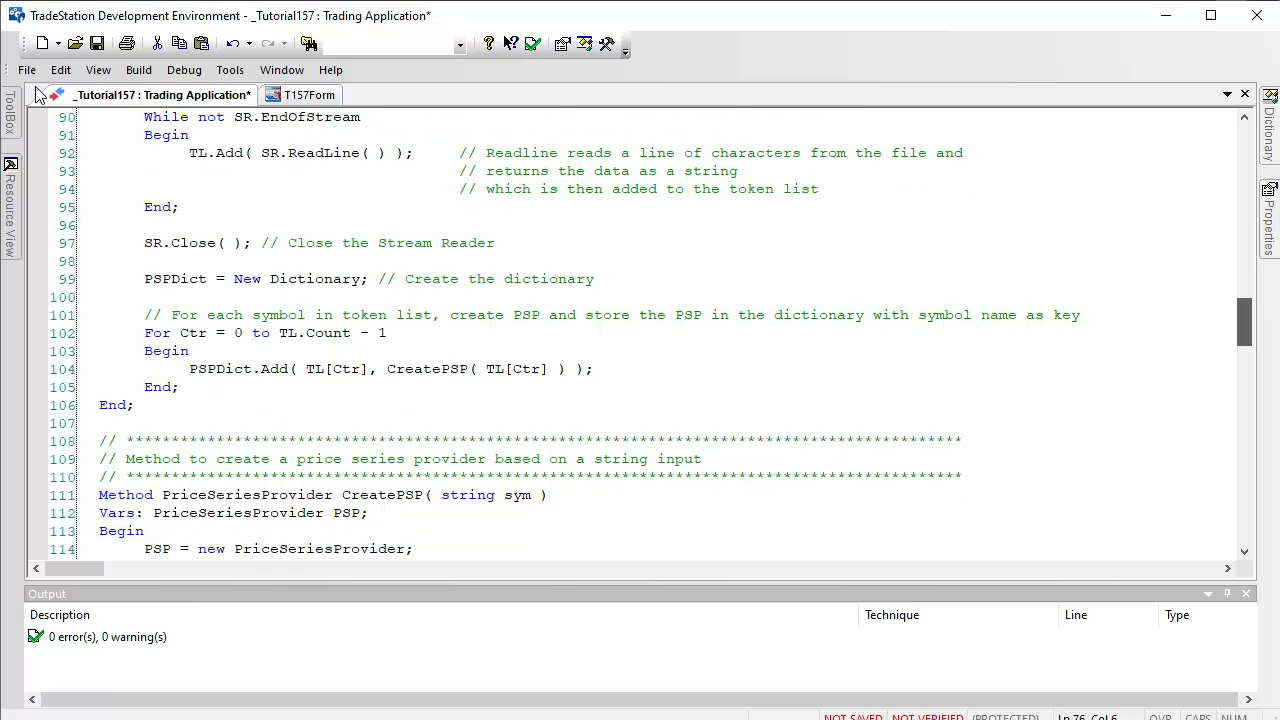 TradeStation Development Environment - _Tutorial157 : Trading Application*
File Edit View Build Debug Tools Window Help
_Tutorial157 : Trading Application* T157Form
ToolBox
Resource View
Dictionary
Properties
90 While not SR.EndOfStream
91 Begin
92 TL.Add( SR.ReadLine( ) ); // Readline reads a line of characters from the file and
93 // returns the data as a string
94 // which is then added to the token list
95 End;
96
97 SR.Close( ); // Close the Stream Reader
98
99 PSPDict = New Dictionary; // Create the dictionary
100
101 // For each symbol in token list, create PSP and store the PSP in the dictionary with symbol name as key
102 For Ctr = 0 to TL.Count - 1
103 Begin
104 PSPDict.Add( TL[Ctr], CreatePSP( TL[Ctr] ) );
105 End;
106 End;
107
108 // *********************************************************************************************
109 // Method to create a price series provider based on a string input
110 // *********************************************************************************************
111 Method PriceSeriesProvider CreatePSP( string sym )
112 Vars: PriceSeriesProvider PSP;
113 Begin
114 PSP = new PriceSeriesProvider;
Output
Description Technique Line Type
0 error(s), 0 warning(s)
NOT SAVED NOT VERIFIED (PROTECTED) Ln 76, Col 6 OVR CAPS NUM